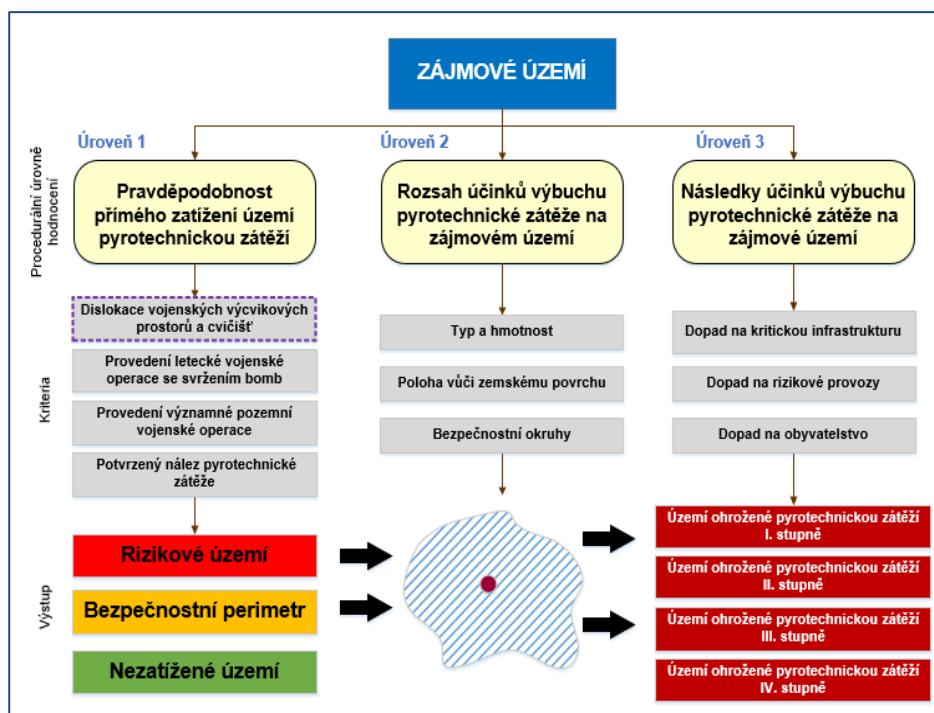 ZÁJMOVÉ ÚZEMÍ
Procedurální úrovně
hodnocení
Úroveň 1
Úroveň 2
Úroveň 3
Pravděpodobnost
přímého zatížení území
pyrotechnickou zátěží
Rozsah účinků výbuchu
pyrotechnické zátěže na
zájmovém území
Následky účinků výbuchu
pyrotechnické zátěže na
zájmové území
Kriteria
Dislokace vojenských výcvikových
prostorů a cvičišť
Provedení letecké vojenské
operace se svržením bomb
Provedení významné pozemní
vojenské operace
Potvrzený nález pyrotechnické
zátěže
Typ a hmotnost
Poloha vůči zemskému povrchu
Bezpečnostní okruhy
Dopad na kritickou infrastrukturu
Dopad na rizikové provozy
Dopad na obyvatelstvo
Výstup
Rizikové území
Bezpečnostní perimetr
Nezatížené území
Území ohrožené pyrotechnickou zátěží
I. stupně
Území ohrožené pyrotechnickou zátěží
II. stupně
Území ohrožené pyrotechnickou zátěží
III. stupně
Území ohrožené pyrotechnickou zátěží
IV. stupně